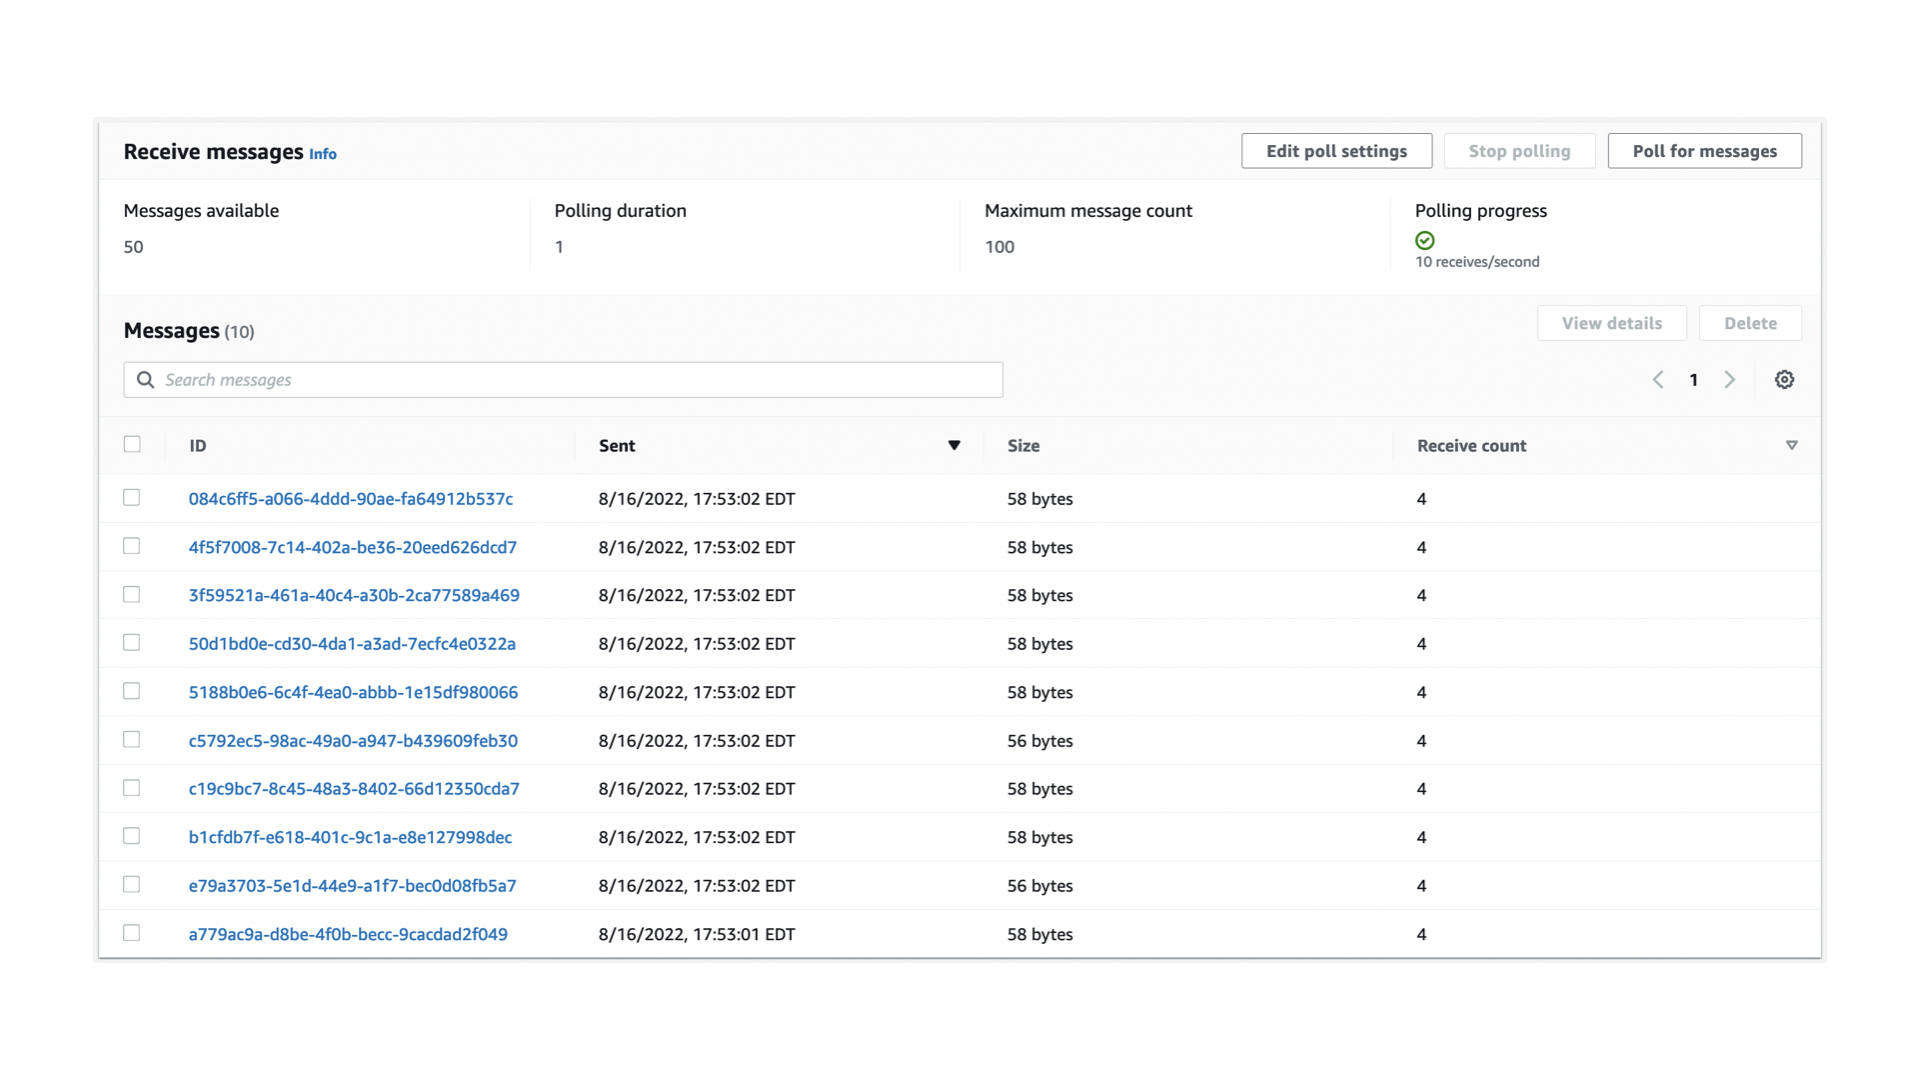 Receive messages Info
Edit poll settings
Stop polling
Poll for messages
Messages available
50
Polling duration
1
Maximum message count
100
Polling progress
10 receives/second
Messages (10)
View details
Delete
Search messages
1
ID Sent Size Receive count
084c6ff5-a066-4ddd-90ae-fa64912b537c 8/16/2022, 17:53:02 EDT 58 bytes 4
4f5f7008-7c14-402a-be36-20eed626dcd7 8/16/2022, 17:53:02 EDT 58 bytes 4
3f59521a-461a-40c4-a30b-2ca77589a469 8/16/2022, 17:53:02 EDT 58 bytes 4
50d1bd0e-cd30-4da1-a3ad-7ecfc4e0322a 8/16/2022, 17:53:02 EDT 58 bytes 4
5188b0e6-6c4f-4ea0-abbb-1e15df980066 8/16/2022, 17:53:02 EDT 58 bytes 4
c5792ec5-98ac-49a0-a947-b439609feb30 8/16/2022, 17:53:02 EDT 56 bytes 4
c19c9bc7-8c45-48a3-8402-66d12350cda7 8/16/2022, 17:53:02 EDT 58 bytes 4
b1cfdb7f-e618-401c-9c1a-e8e127998dec 8/16/2022, 17:53:02 EDT 58 bytes 4
e79a3703-5e1d-44e9-a1f7-bec0d08fb5a7 8/16/2022, 17:53:02 EDT 56 bytes 4
a779ac9a-d8be-4f0b-becc-9cacdad2f049 8/16/2022, 17:53:01 EDT 58 bytes 4